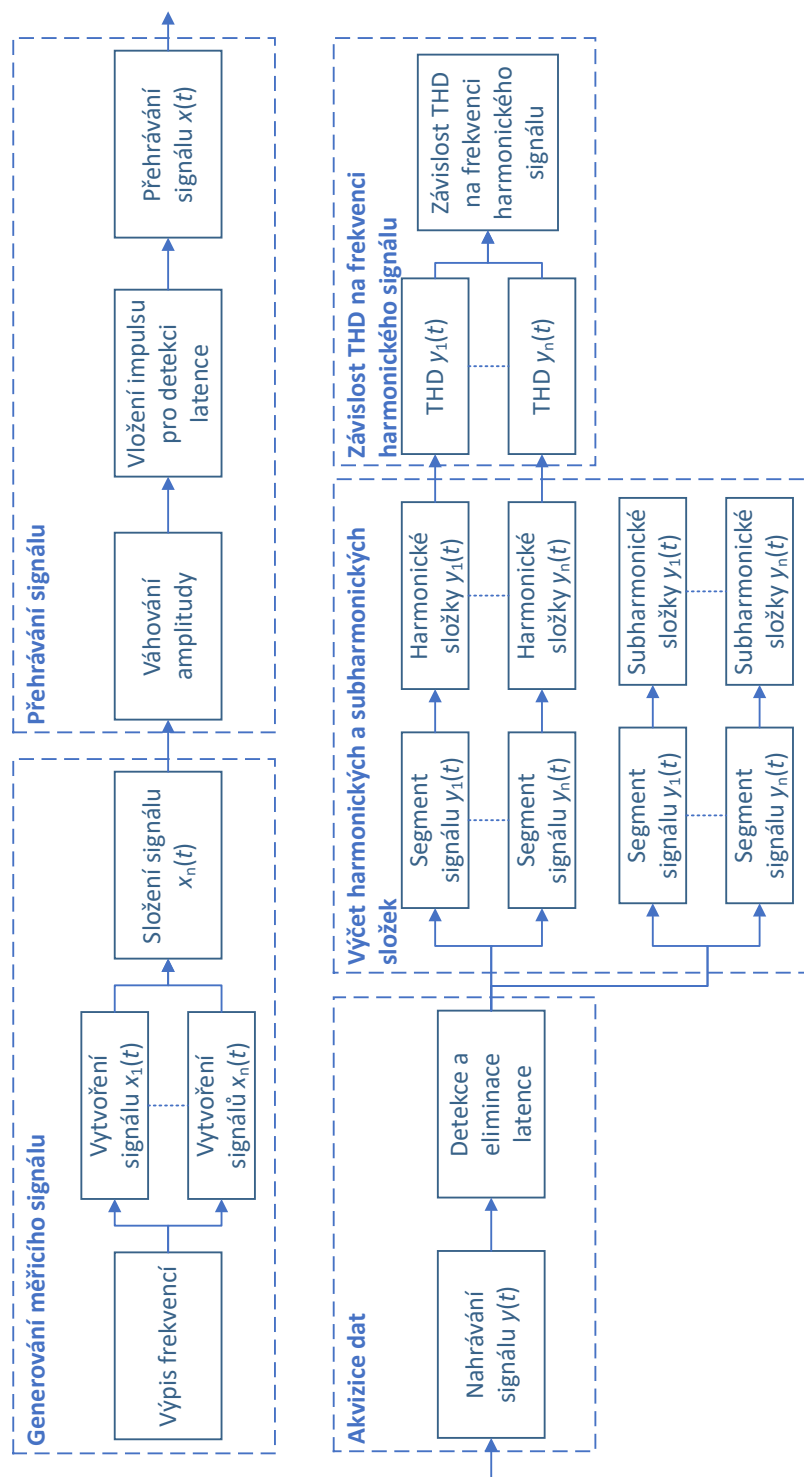 Generování měřicího signálu
Výpis frekvencí
Vytvoření
signálu x₁(t)
Vytvoření
signálů xₙ(t)
Složení signálu
xₙ(t)
Přehrávání signálu
Váhování
amplitudy
Vložení impulsu
pro detekci
latence
Přehrávání
signálu x(t)
Akvizice dat
Nahrávání
signálu y(t)
Detekce a
eliminace
latence
Výčet harmonických a subharmonických
složek
Segment
signálu y₁(t)
Segment
signálu yₙ(t)
Harmonické
složky y₁(t)
Harmonické
složky yₙ(t)
Segment
signálu y₁(t)
Segment
signálu yₙ(t)
Subharmonické
složky y₁(t)
Subharmonické
složky yₙ(t)
Závislost THD na frekvenci
harmonického signálu
THD y₁(t)
THD yₙ(t)
Závislost THD
na frekvenci
harmonického
signálu